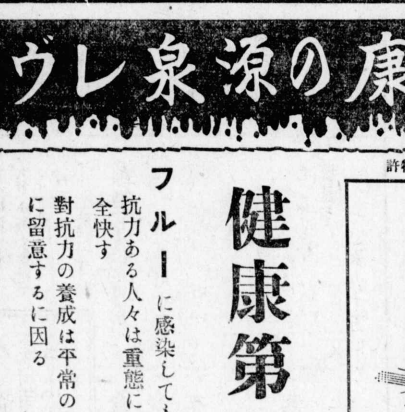 康の源泉レヴ
許
健康第
フルーに感染して
抗力ある人々は重態に
全快す
對抗力の養成は平常の
に留意するに因る